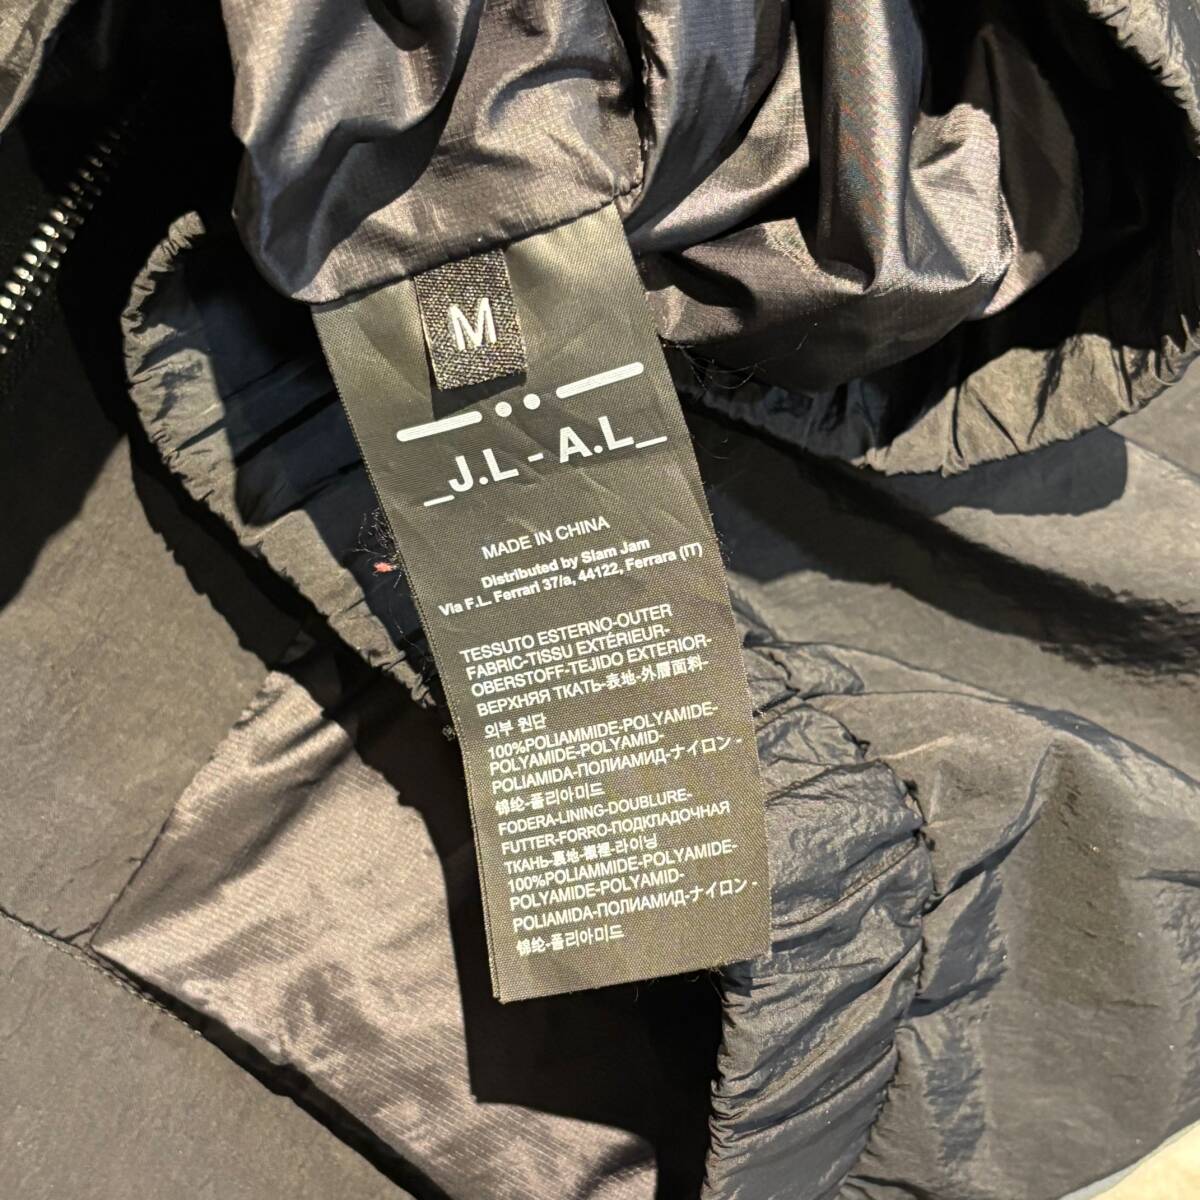 M
_J.L - A.L_
MADE IN CHINA
Distributed by Slam Jam
Via F.L. Ferrari 37/a, 44122, Ferrara (IT)
TESSUTO ESTERNO-OUTER
FABRIC-TISSU EXTÉRIEUR-
OBERSTOFF-TEJIDO EXTERIOR-
ВЕРХНЯЯ ТКАТЬ-表地-外層面料-
외부 원단
100%POLIAMMIDE-POLYAMIDE-
POLYAMIDE-POLYAMID-
POLIAMIDA-ПОЛИАМИД-ナイロン -
锦纶-폴리아미드
FODERA-LINING-DOUBLURE-
FUTTER-FORRO-ПОДКЛАДОЧНАЯ
ТКАНЬ-裏地-襯裡-라이닝
100%POLIAMMIDE-POLYAMIDE-
POLYAMIDE-POLYAMID-
POLIAMIDA-ПОЛИАМИД-ナイロン -
锦纶-폴리아미드